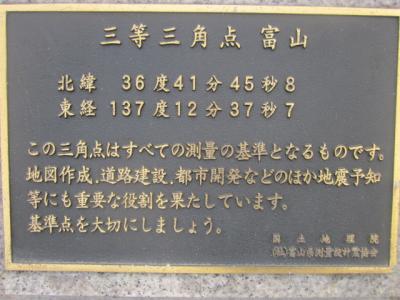 三等三角点 富山
北緯 36度41分45秒8
東経 137度12分37秒7
この三角点はすべての測量の基準となるものです。
地図作成、道路建設、都市開発などのほか地震予知
等にも重要な役割を果たしています。
基準点を大切にしましょう。
国土地理院
(社)富山県測量設計業協会